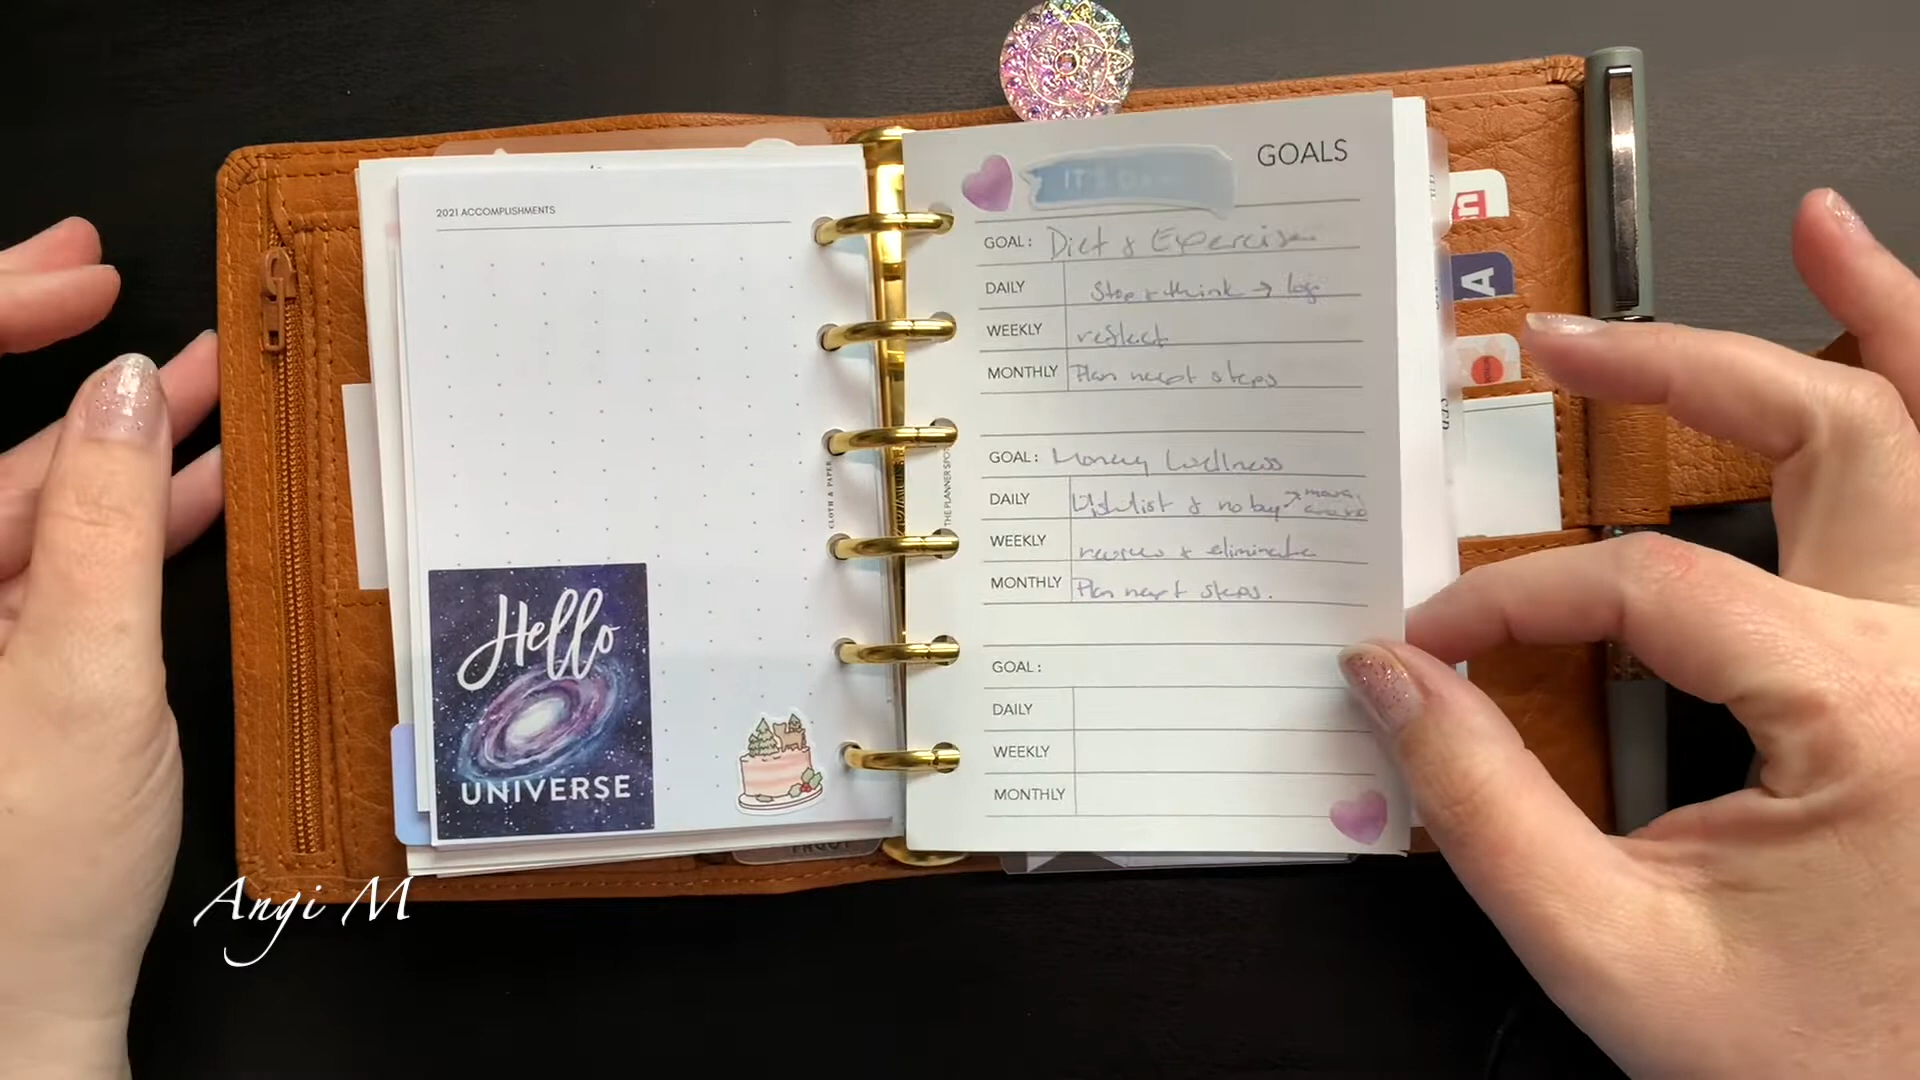 2021 ACCOMPLISHMENTS
Hello
UNIVERSE
CLOTH & PAPER
THE PLANNER SPOT
GOALS
GOAL: Diet & Exercise
DAILY Stop & think → log
WEEKLY reflect
MONTHLY Plan next steps
GOAL: Money Wellness
DAILY Wishlist & no buy →
WEEKLY review & eliminate
MONTHLY Plan next steps.
GOAL:
DAILY
WEEKLY
MONTHLY
A
Angi M